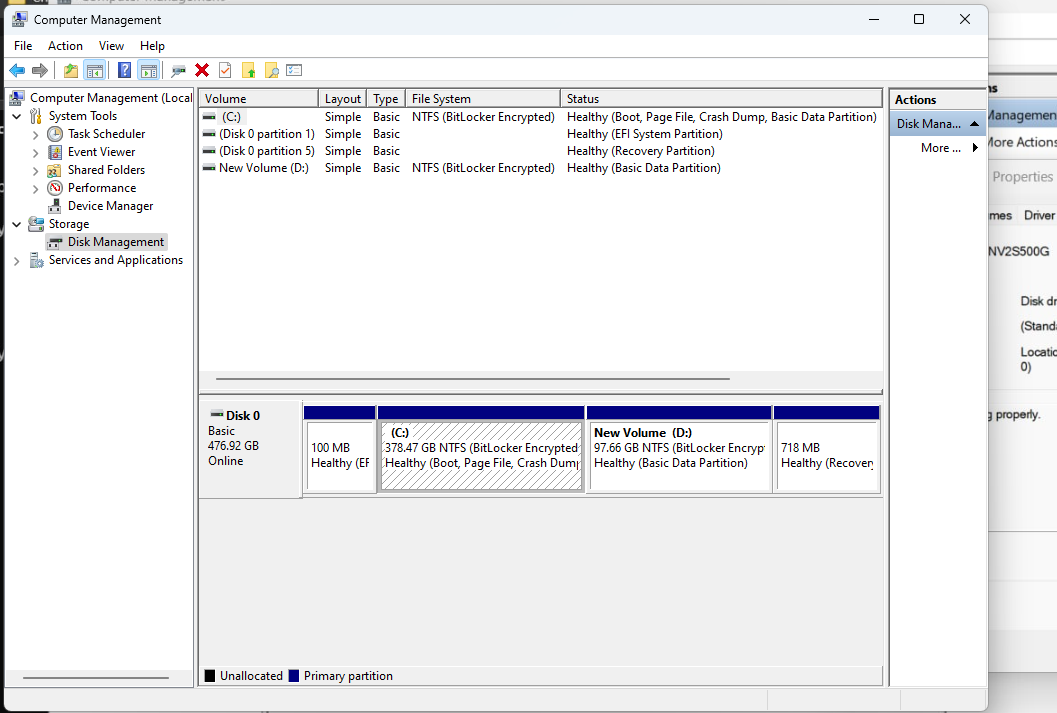 Computer Management
File Action View Help
Computer Management (Local
System Tools
Task Scheduler
Event Viewer
Shared Folders
Performance
Device Manager
Storage
Disk Management
Services and Applications
Volume Layout Type File System Status
(C:) Simple Basic NTFS (BitLocker Encrypted) Healthy (Boot, Page File, Crash Dump, Basic Data Partition)
(Disk 0 partition 1) Simple Basic Healthy (EFI System Partition)
(Disk 0 partition 5) Simple Basic Healthy (Recovery Partition)
New Volume (D:) Simple Basic NTFS (BitLocker Encrypted) Healthy (Basic Data Partition)
Disk 0
Basic
476.92 GB
Online
100 MB
Healthy (EF
(C:)
378.47 GB NTFS (BitLocker Encrypted
Healthy (Boot, Page File, Crash Dump
New Volume (D:)
97.66 GB NTFS (BitLocker Encryp
Healthy (Basic Data Partition)
718 MB
Healthy (Recovery
Unallocated Primary partition
Actions
Disk Mana...
More ...
ns
Managemen
More Actions
Properties
mes Driver
NV2S500G
Disk dr
(Standa
Locatio
0)
g properly.